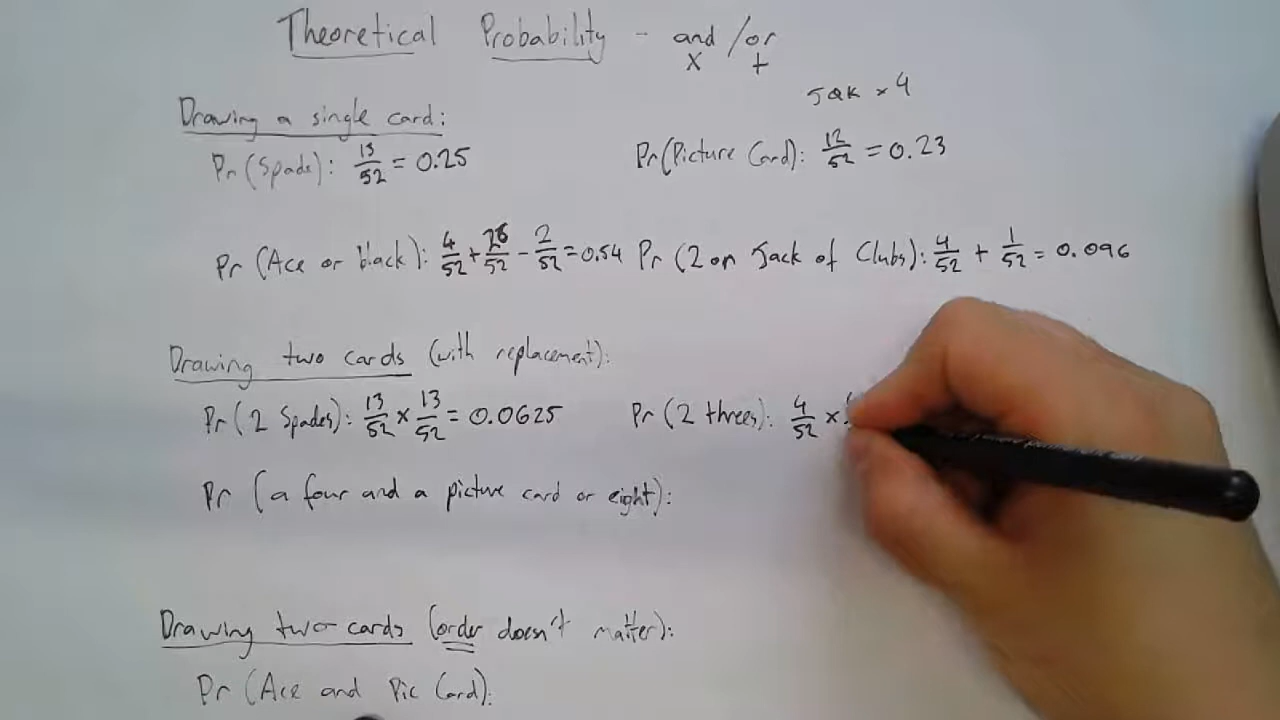 Theoretical Probability - and / or
x +
JQK x 4
Drawing a single card:
Pr (Spade): 13/52 = 0.25 Pr (Picture Card): 12/52 = 0.23
Pr (Ace or black): 4/52 + 26/52 - 2/52 = 0.54 Pr (2 or Jack of Clubs): 4/52 + 1/52 = 0.096
Drawing two cards (with replacement):
Pr (2 Spades): 13/52 x 13/52 = 0.0625 Pr (2 threes): 4/52 x
Pr (a four and a picture card or eight):
Drawing two cards (order doesn't matter):
Pr (Ace and Pic Card):